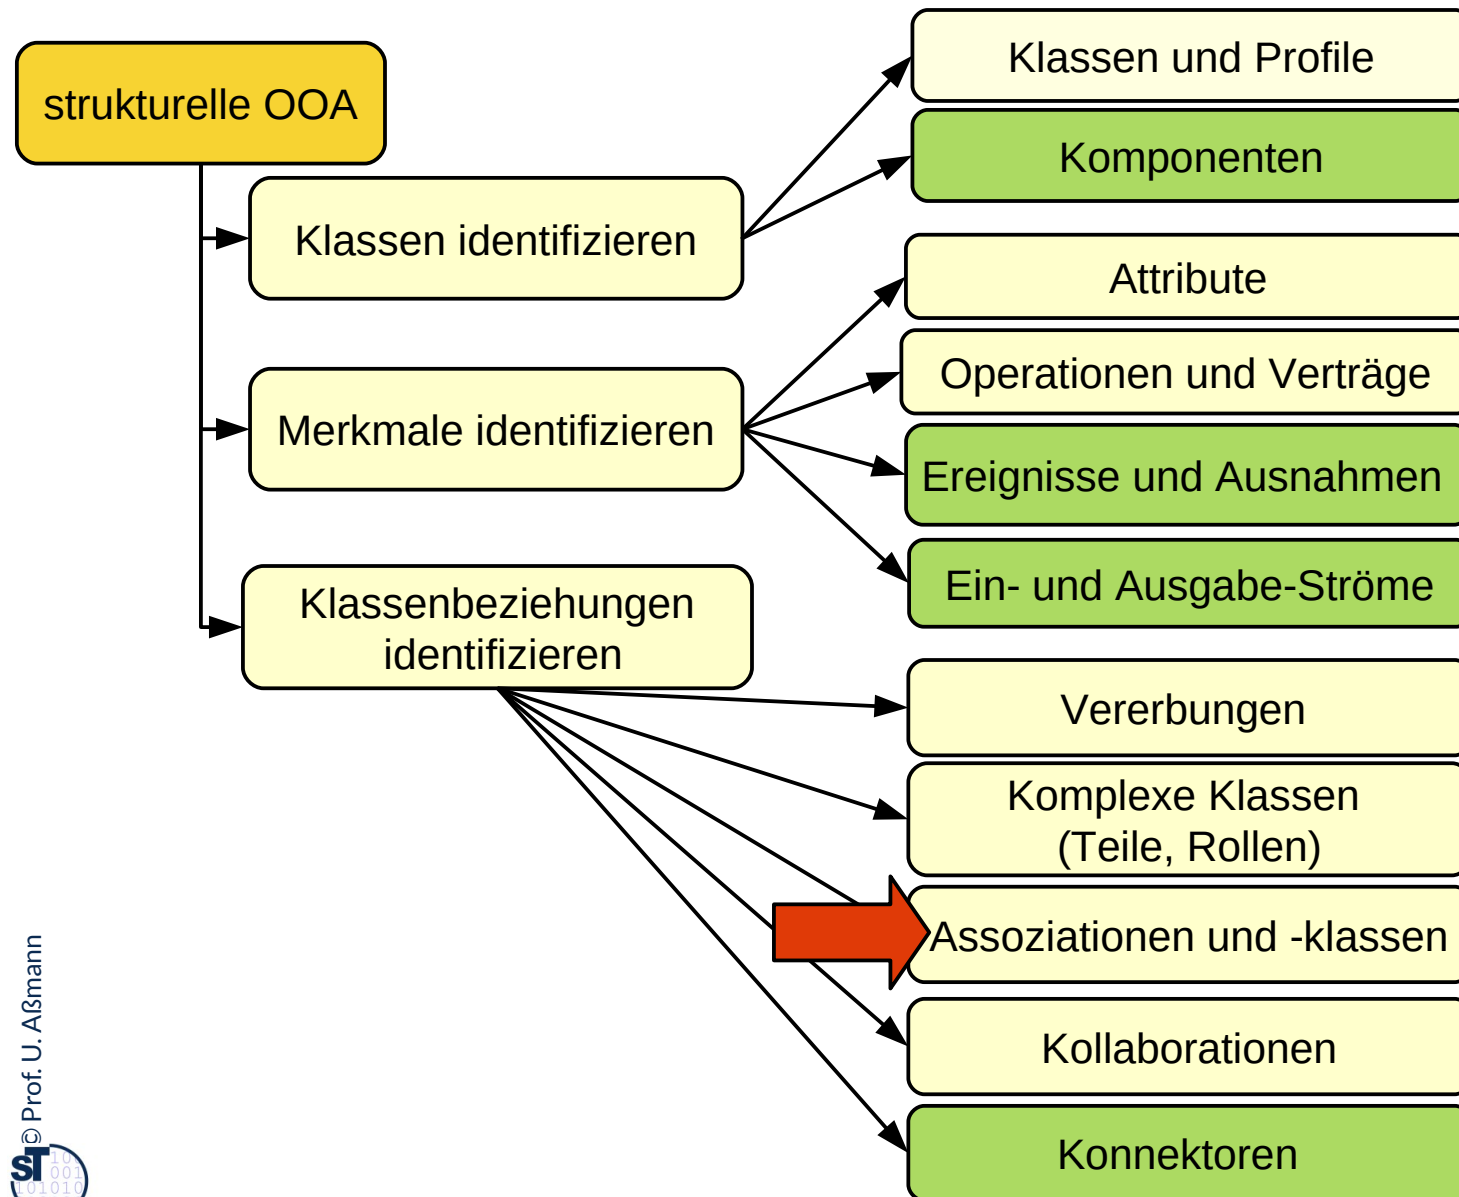 strukturelle OOA
Klassen identifizieren
Klassen und Profile
Komponenten
Merkmale identifizieren
Attribute
Operationen und Verträge
Ereignisse und Ausnahmen
Ein- und Ausgabe-Ströme
Klassenbeziehungen
identifizieren
Vererbungen
Komplexe Klassen
(Teile, Rollen)
Assoziationen und -klassen
Kollaborationen
Konnektoren
© Prof. U. Aßmann
ST